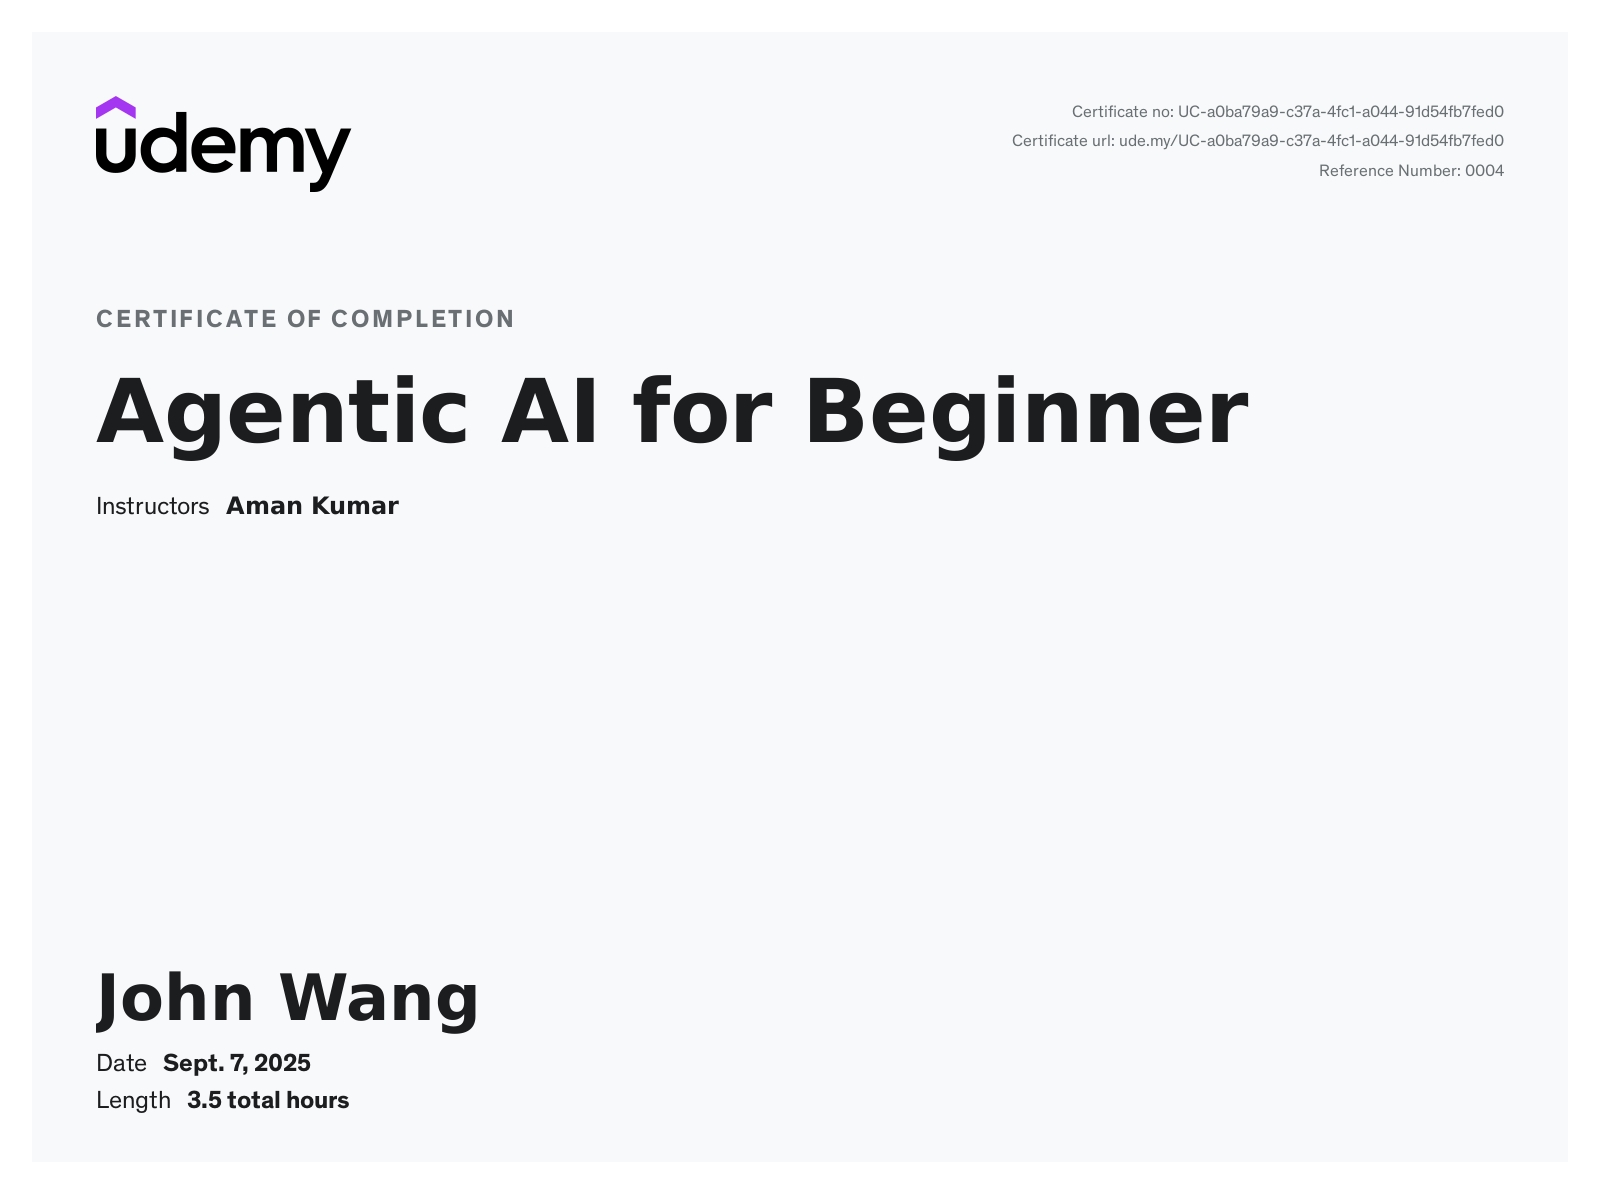 udemy
Certificate no: UC-a0ba79a9-c37a-4fc1-a044-91d54fb7fed0
Certificate url: ude.my/UC-a0ba79a9-c37a-4fc1-a044-91d54fb7fed0
Reference Number: 0004
CERTIFICATE OF COMPLETION
Agentic AI for Beginner
Instructors Aman Kumar
John Wang
Date Sept. 7, 2025
Length 3.5 total hours